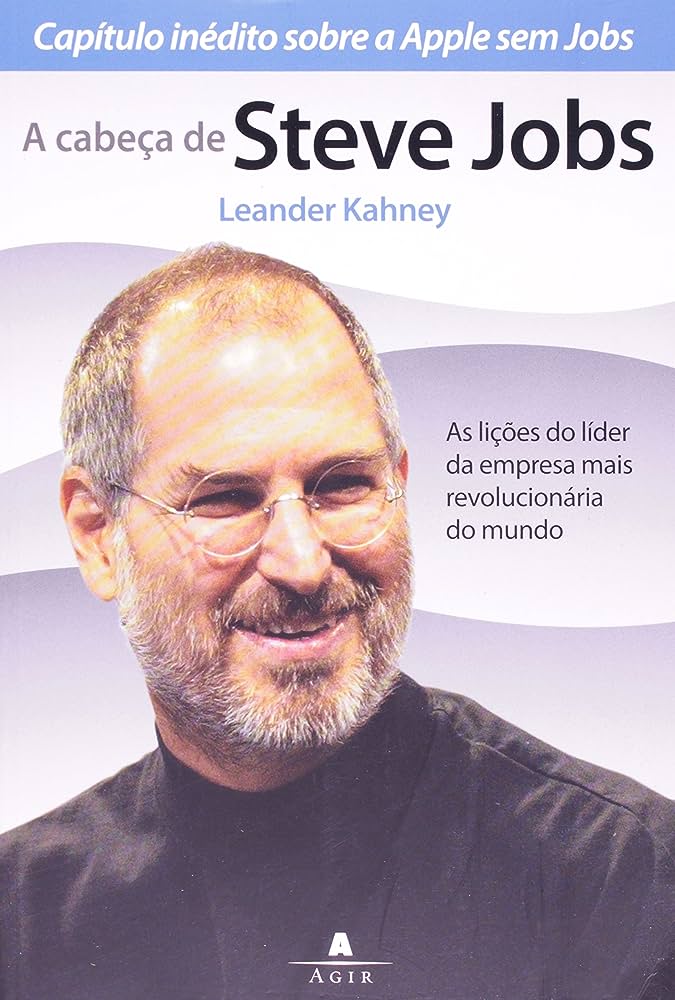 Capítulo inédito sobre a Apple sem Jobs
A cabeça de Steve Jobs
Leander Kahney
As lições do líder
da empresa mais
revolucionária
do mundo
A
AGIR